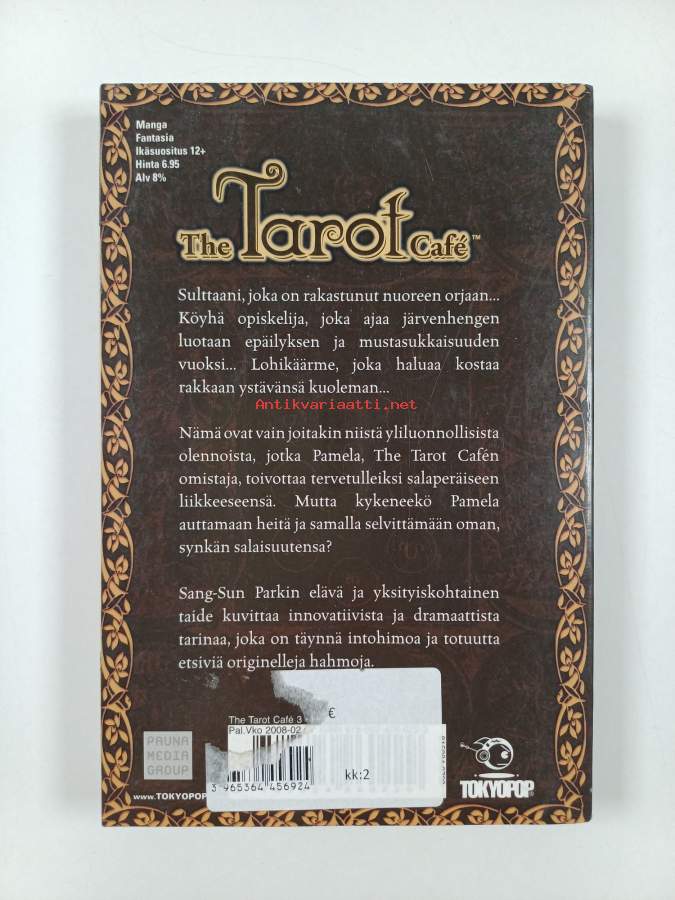 Manga
Fantasia
Ikäsuositus 12+
Hinta 6.95
Alv 8%
The Tarot Café™
Sulttaani, joka on rakastunut nuoreen orjaan...
Köyhä opiskelija, joka ajaa järvenhengen
luotaan epäilyksen ja mustasukkaisuuden
vuoksi... Lohikäärme, joka haluaa kostaa
rakkaan ystävänsä kuoleman...
Antikvariaatti.net
Nämä ovat vain joitakin niistä yliluonnollisista
olennoista, jotka Pamela, The Tarot Cafén
omistaja, toivottaa tervetulleiksi salaperäiseen
liikkeeseensä. Mutta kykeneekö Pamela
auttamaan heitä ja samalla selvittämään oman,
synkän salaisuutensa?
Sang-Sun Parkin elävä ja yksityiskohtainen
taide kuvittaa innovatiivista ja dramaattista
tarinaa, joka on täynnä intohimoa ja totuutta
etsiviä originelleja hahmoja.
The Tarot Café 3 €
Pal.Vko 2008-02
PAUNA
MEDIA
GROUP
kk:2
3 965364 456924
www.TOKYOPOP
TOKYOPOP